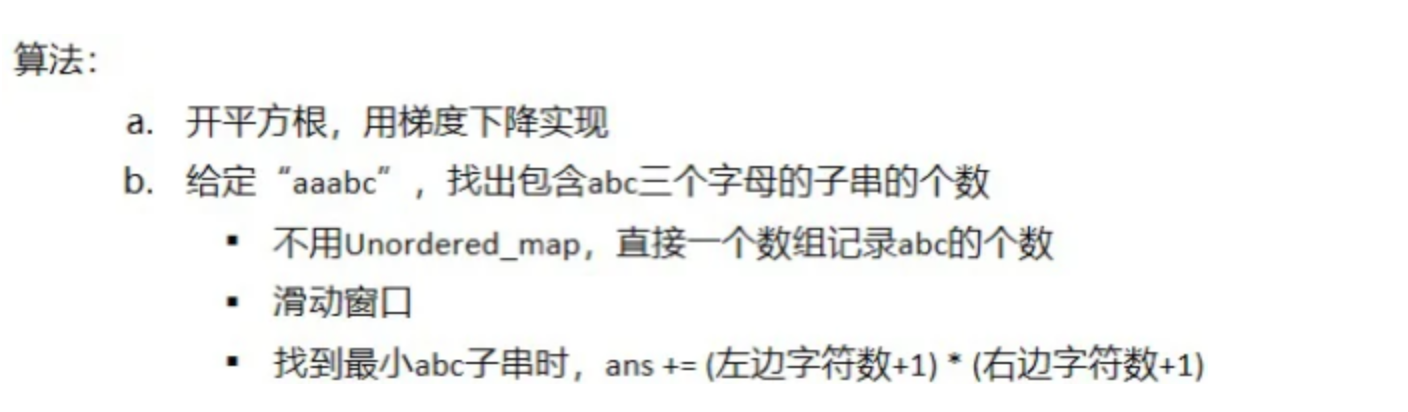 算法：
a. 开平方根，用梯度下降实现
b. 给定“aaabc”，找出包含abc三个字母的子串的个数
▪ 不用Unordered_map，直接一个数组记录abc的个数
▪ 滑动窗口
▪ 找到最小abc子串时，ans += (左边字符数+1) * (右边字符数+1)